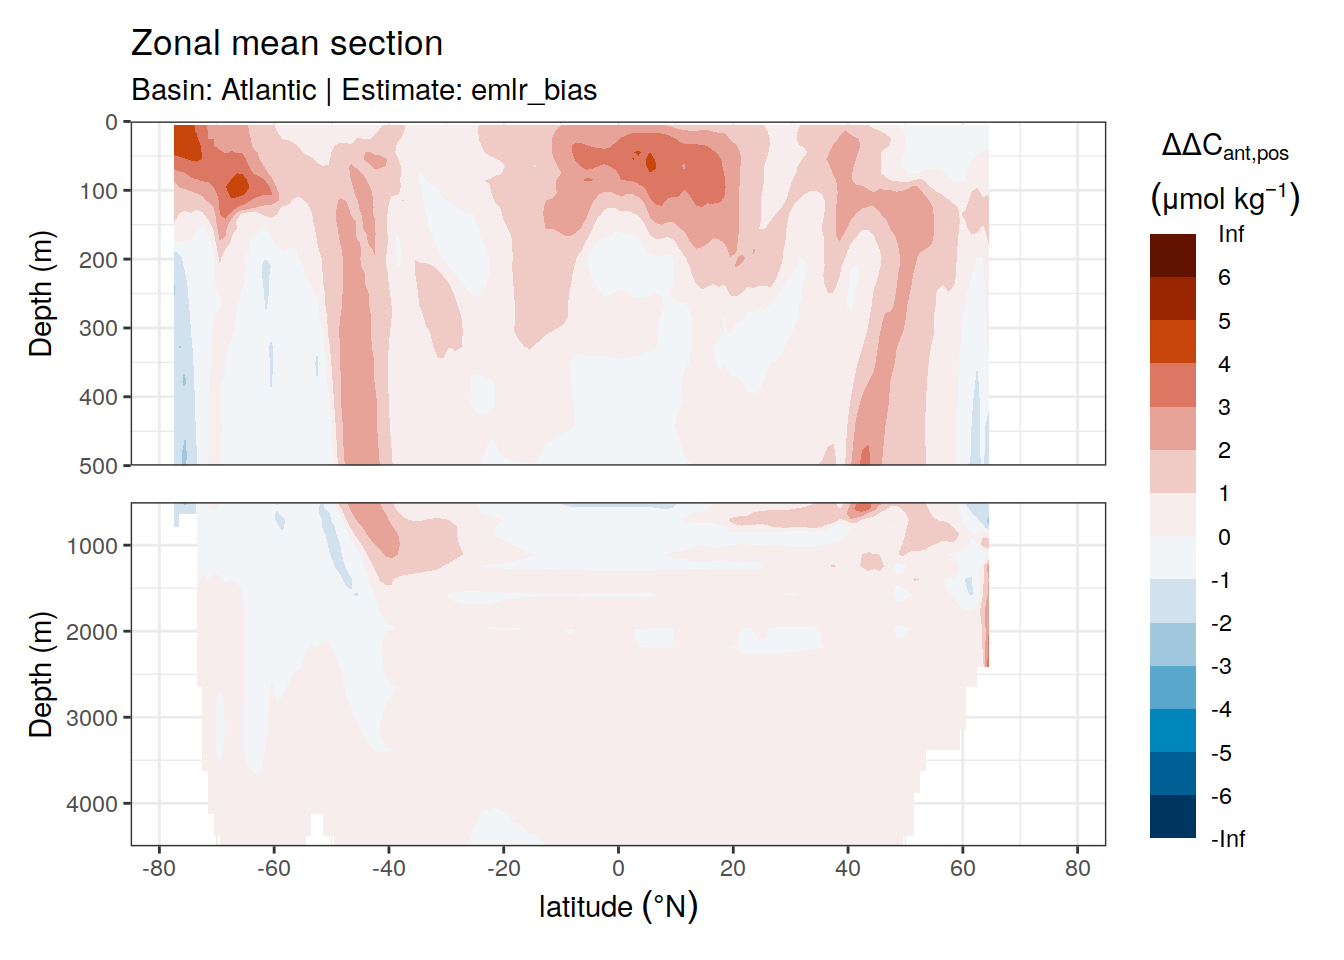 Zonal mean section
Basin: Atlantic | Estimate: emlr_bias
Depth (m)
0
100
200
300
400
500
Depth (m)
1000
2000
3000
4000
-80 -60 -40 -20 0 20 40 60 80
latitude (°N)
ΔΔCant,pos
(μmol kg⁻¹)
Inf
6
5
4
3
2
1
0
-1
-2
-3
-4
-5
-6
-Inf